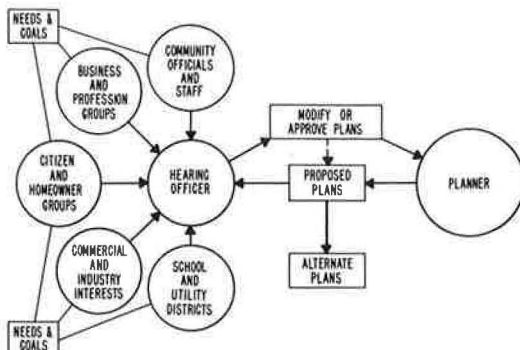 NEEDS &
GOALS
COMMUNITY
OFFICIALS
AND
STAFF
BUSINESS
AND
PROFESSION
GROUPS
MODIFY OR
APPROVE PLANS
CITIZEN
AND
HOMEOWNER
GROUPS
HEARING
OFFICER
PROPOSED
PLANS
PLANNER
COMMERCIAL
AND
INDUSTRY
INTERESTS
SCHOOL
AND
UTILITY
DISTRICTS
ALTERNATE
PLANS
NEEDS &
GOALS